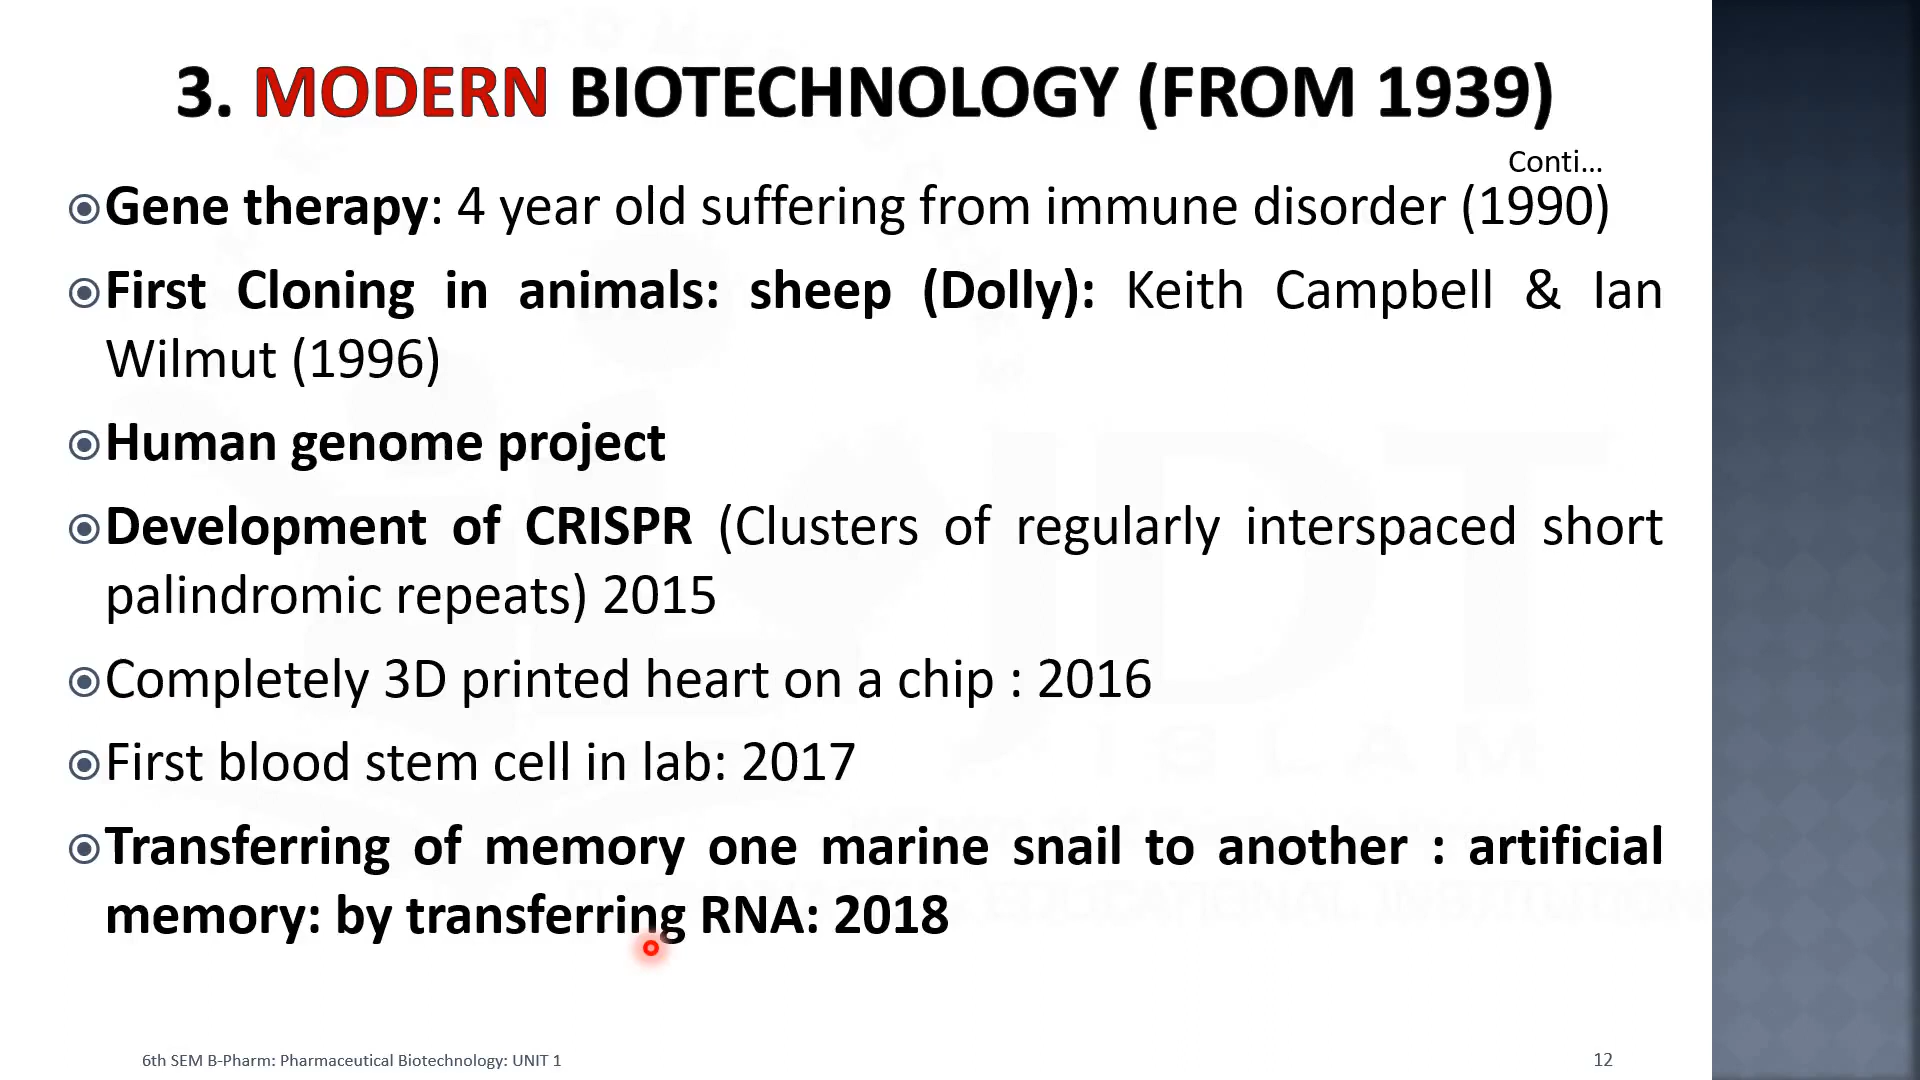 3. MODERN BIOTECHNOLOGY (FROM 1939)
Conti...
Gene therapy: 4 year old suffering from immune disorder (1990)
First Cloning in animals: sheep (Dolly): Keith Campbell & Ian
Wilmut (1996)
Human genome project
Development of CRISPR (Clusters of regularly interspaced short
palindromic repeats) 2015
Completely 3D printed heart on a chip : 2016
First blood stem cell in lab: 2017
Transferring of memory one marine snail to another : artificial
memory: by transferring RNA: 2018
JDT
ISLAM
6th SEM B-Pharm: Pharmaceutical Biotechnology: UNIT 1
12